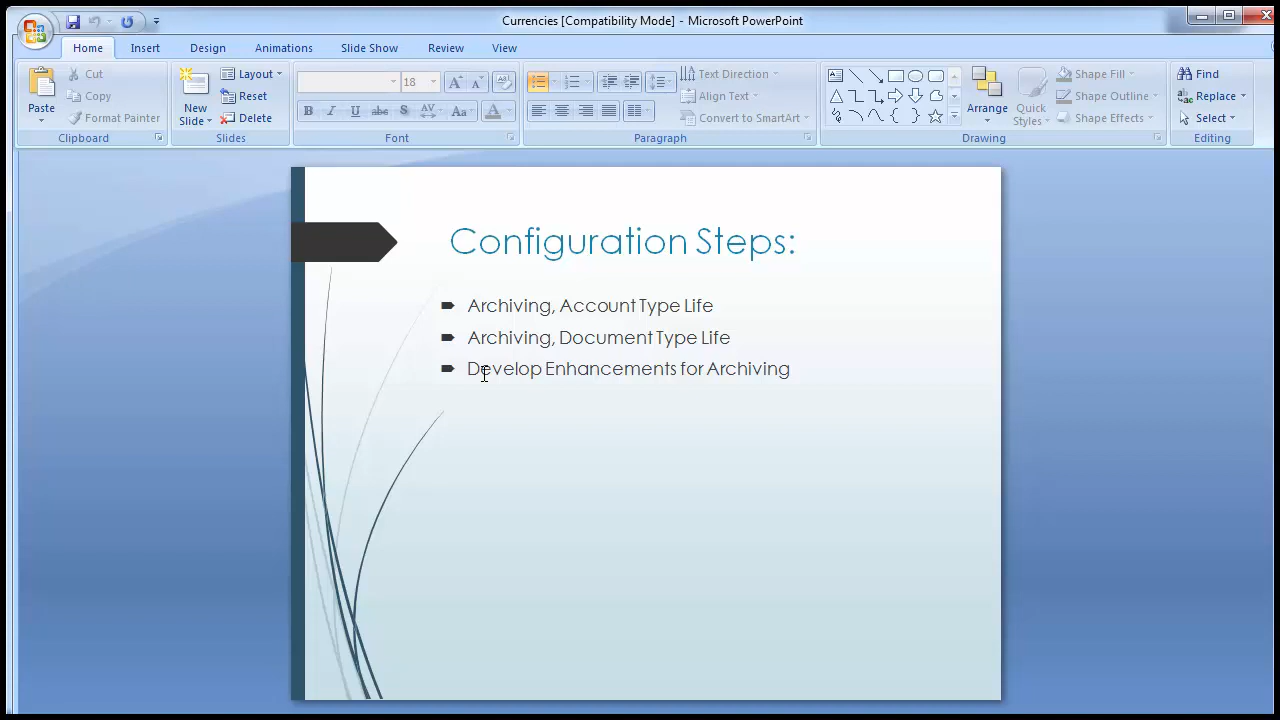 Currencies [Compatibility Mode] - Microsoft PowerPoint
Home Insert Design Animations Slide Show Review View
Paste
Cut
Copy
Format Painter
Clipboard
New Slide
Layout
Reset
Delete
Slides
18
B I U abc S AV Aa A
Font
Text Direction
Align Text
Convert to SmartArt
Paragraph
Arrange
Quick Styles
Shape Fill
Shape Outline
Shape Effects
Drawing
Find
Replace
Select
Editing
Configuration Steps:
Archiving, Account Type Life
Archiving, Document Type Life
Develop Enhancements for Archiving